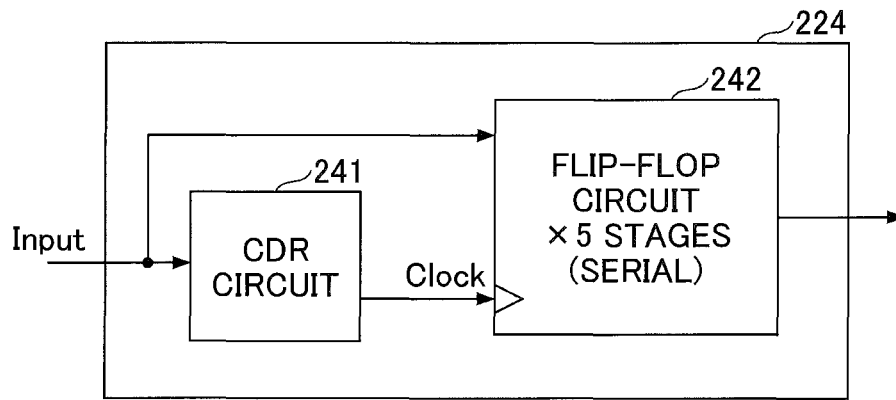 224
242
FLIP-FLOP
CIRCUIT
×5 STAGES
(SERIAL)
241
Input
CDR
CIRCUIT
Clock